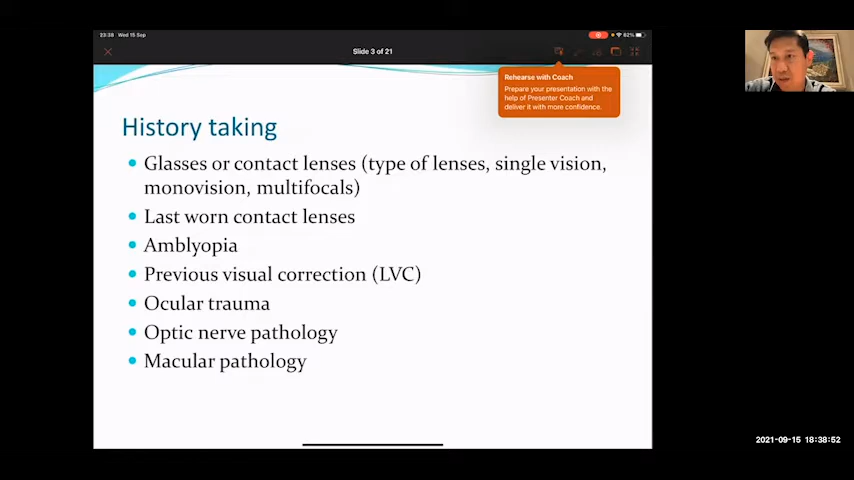 23:38 Wed 15 Sep
62%
Slide 3 of 21
Rehearse with Coach
Prepare your presentation with the
help of Presenter Coach and
deliver it with more confidence.
History taking
Glasses or contact lenses (type of lenses, single vision,
monovision, multifocals)
Last worn contact lenses
Amblyopia
Previous visual correction (LVC)
Ocular trauma
Optic nerve pathology
Macular pathology
2021-09-15 18:38:52